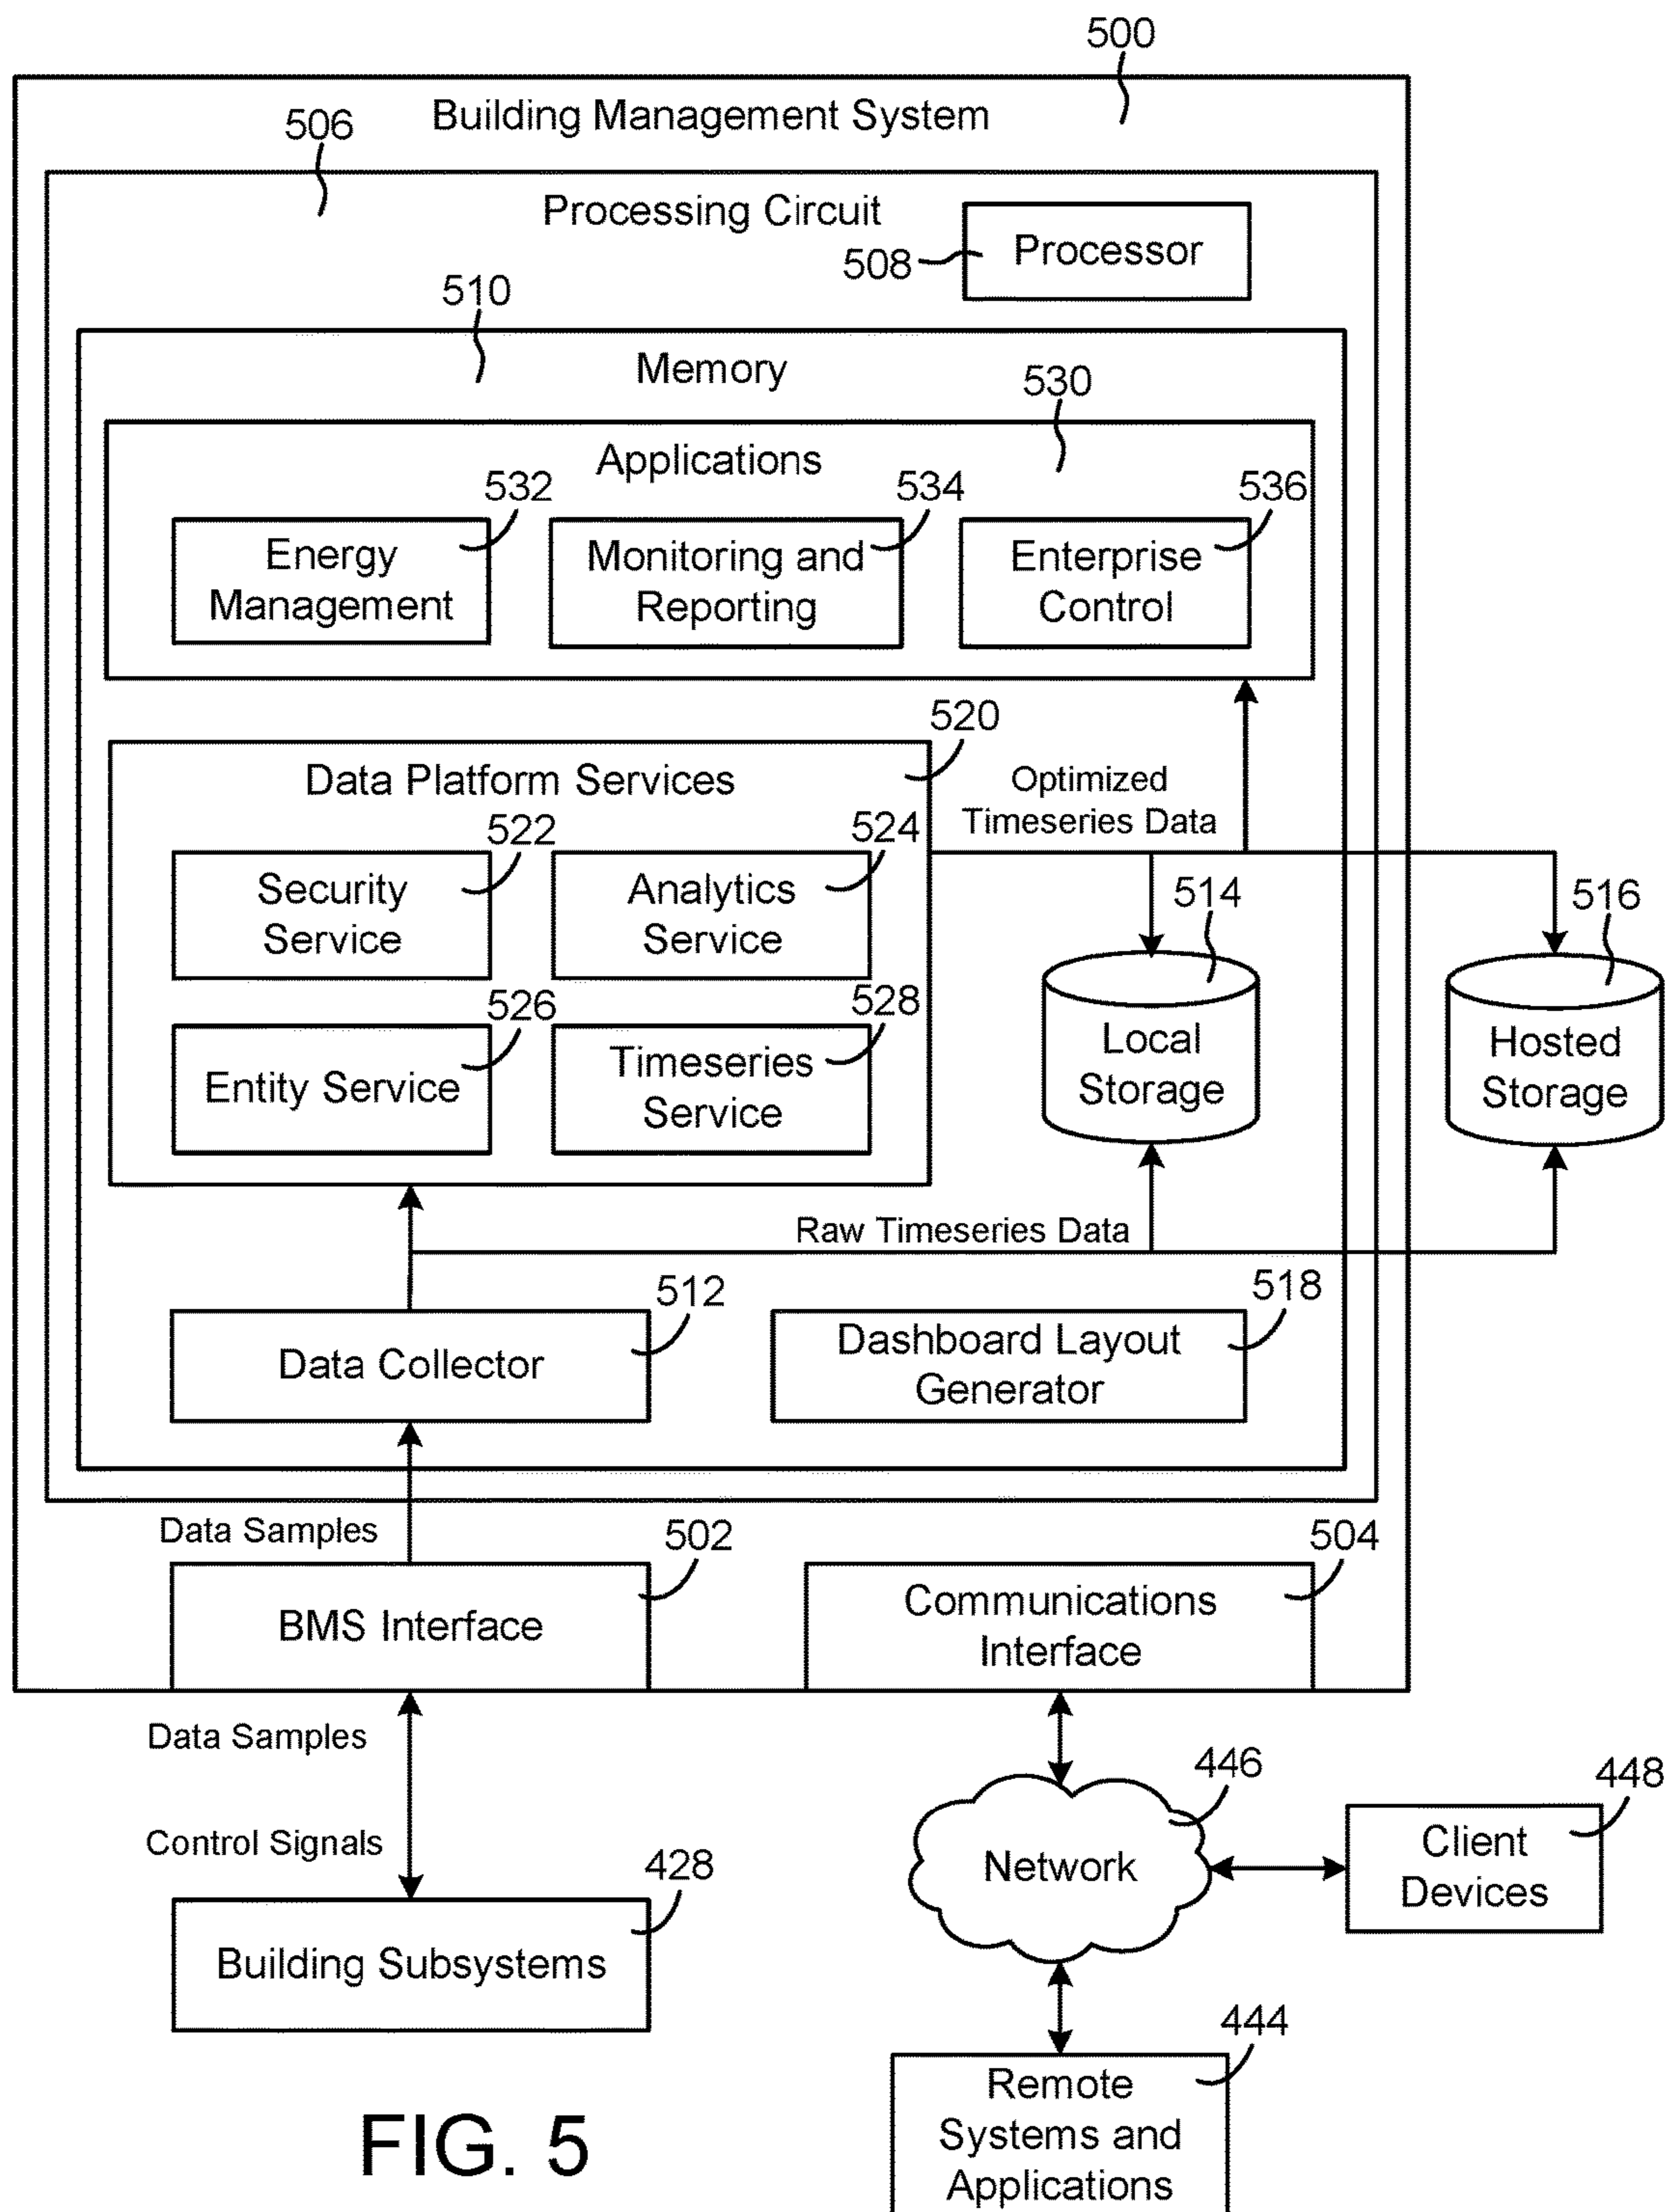 500
Building Management System
506
Processing Circuit
508
Processor
510
Memory
530
Applications
532
534
536
Energy
Management
Monitoring and
Reporting
Enterprise
Control
520
Data Platform Services
Optimized
Timeseries Data
522
524
Security
Service
Analytics
Service
514
516
526
528
Entity Service
Timeseries
Service
Local
Storage
Hosted
Storage
Raw Timeseries Data
512
518
Data Collector
Dashboard Layout
Generator
Data Samples
502
504
BMS Interface
Communications
Interface
Data Samples
446
448
Control Signals
Network
Client
Devices
428
Building Subsystems
444
Remote
Systems and
Applications
FIG. 5